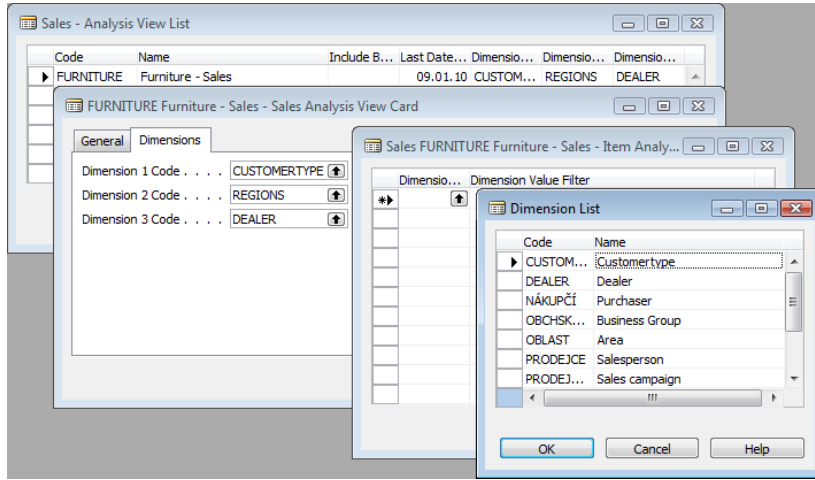 Sales - Analysis View List
Code Name Include B... Last Date... Dimensio... Dimensio... Dimensio...
FURNITURE Furniture - Sales 09.01.10 CUSTOM... REGIONS DEALER
FURNITURE Furniture - Sales - Sales Analysis View Card
General Dimensions
Dimension 1 Code . . . . CUSTOMERTYPE
Dimension 2 Code . . . . REGIONS
Dimension 3 Code . . . . DEALER
Sales FURNITURE Furniture - Sales - Item Analy...
Dimensio... Dimension Value Filter
Dimension List
Code Name
CUSTOM... Customertype
DEALER Dealer
NÁKUPČÍ Purchaser
OBCHSK... Business Group
OBLAST Area
PRODEJCE Salesperson
PRODEJ... Sales campaign
OK Cancel Help